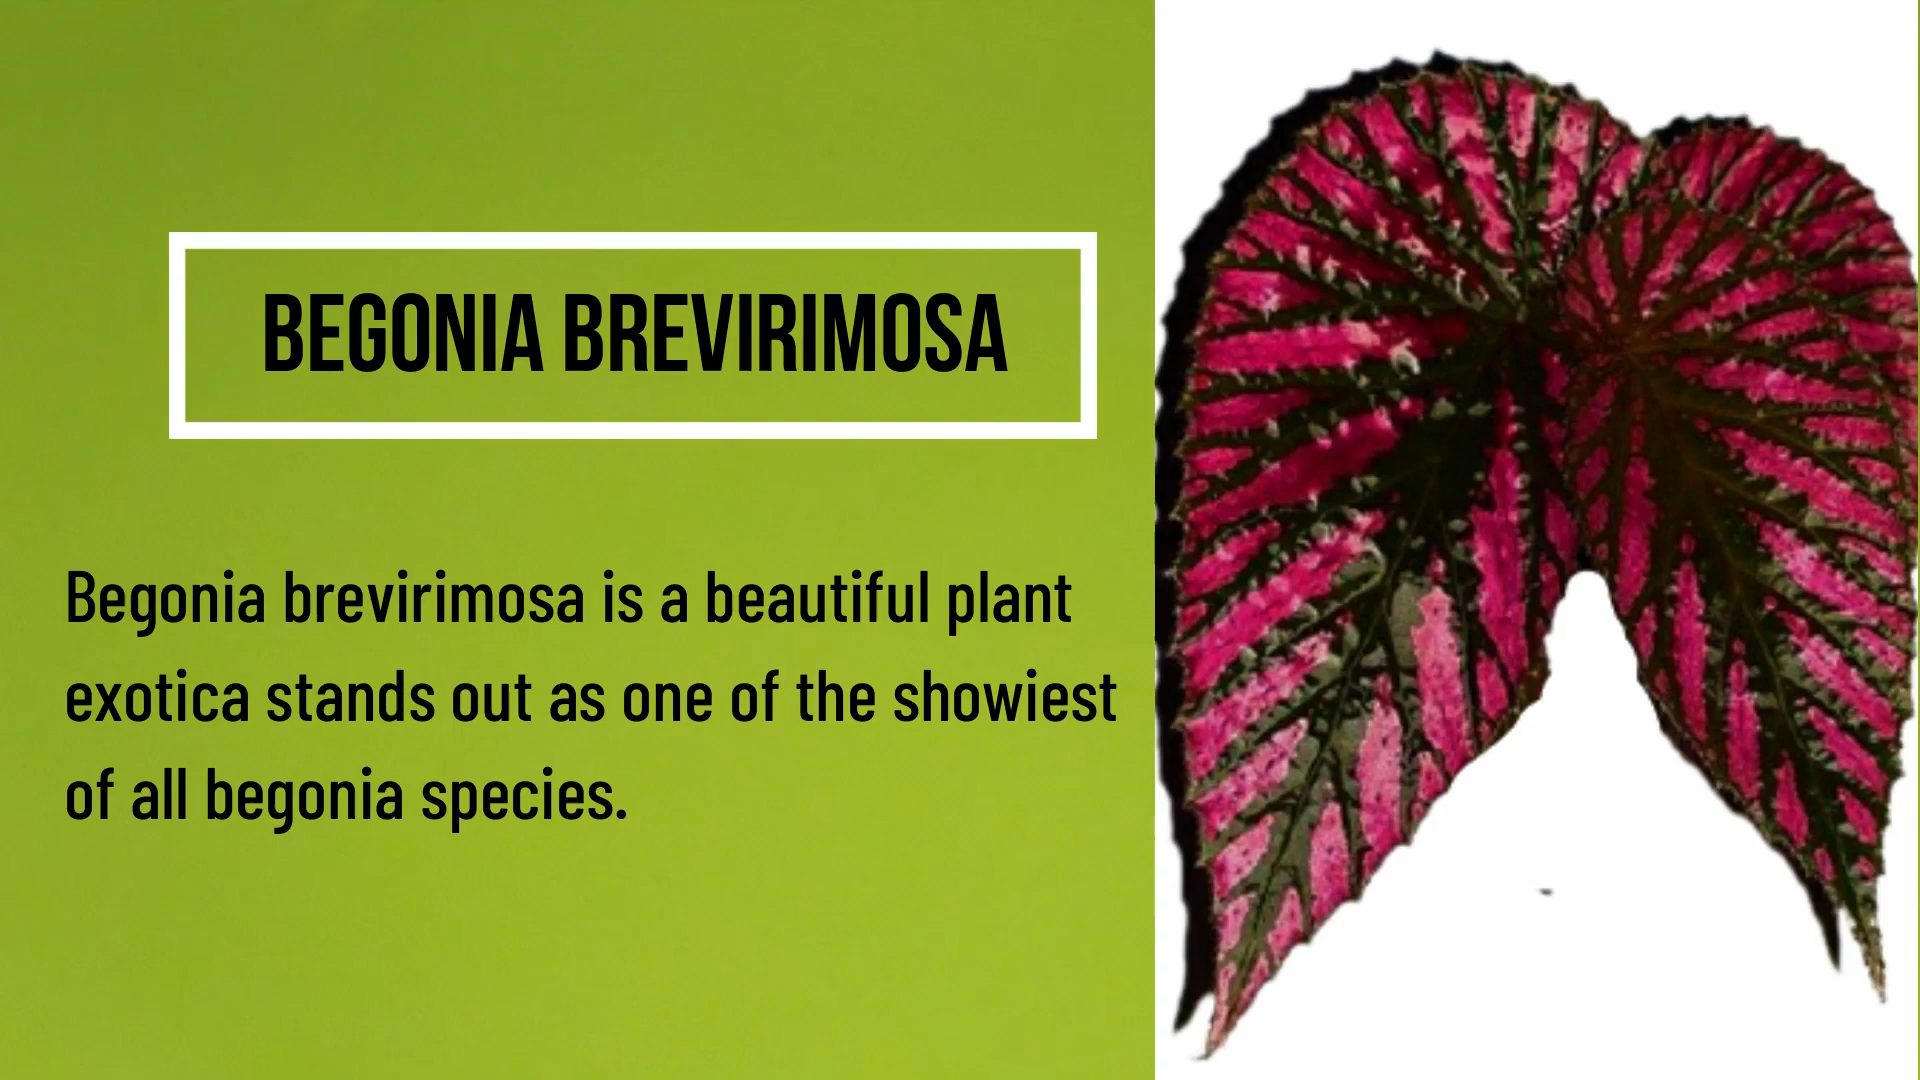 BEGONIA BREVIRIMOSA
Begonia brevirimosa is a beautiful plant
exotica stands out as one of the showiest
of all begonia species.